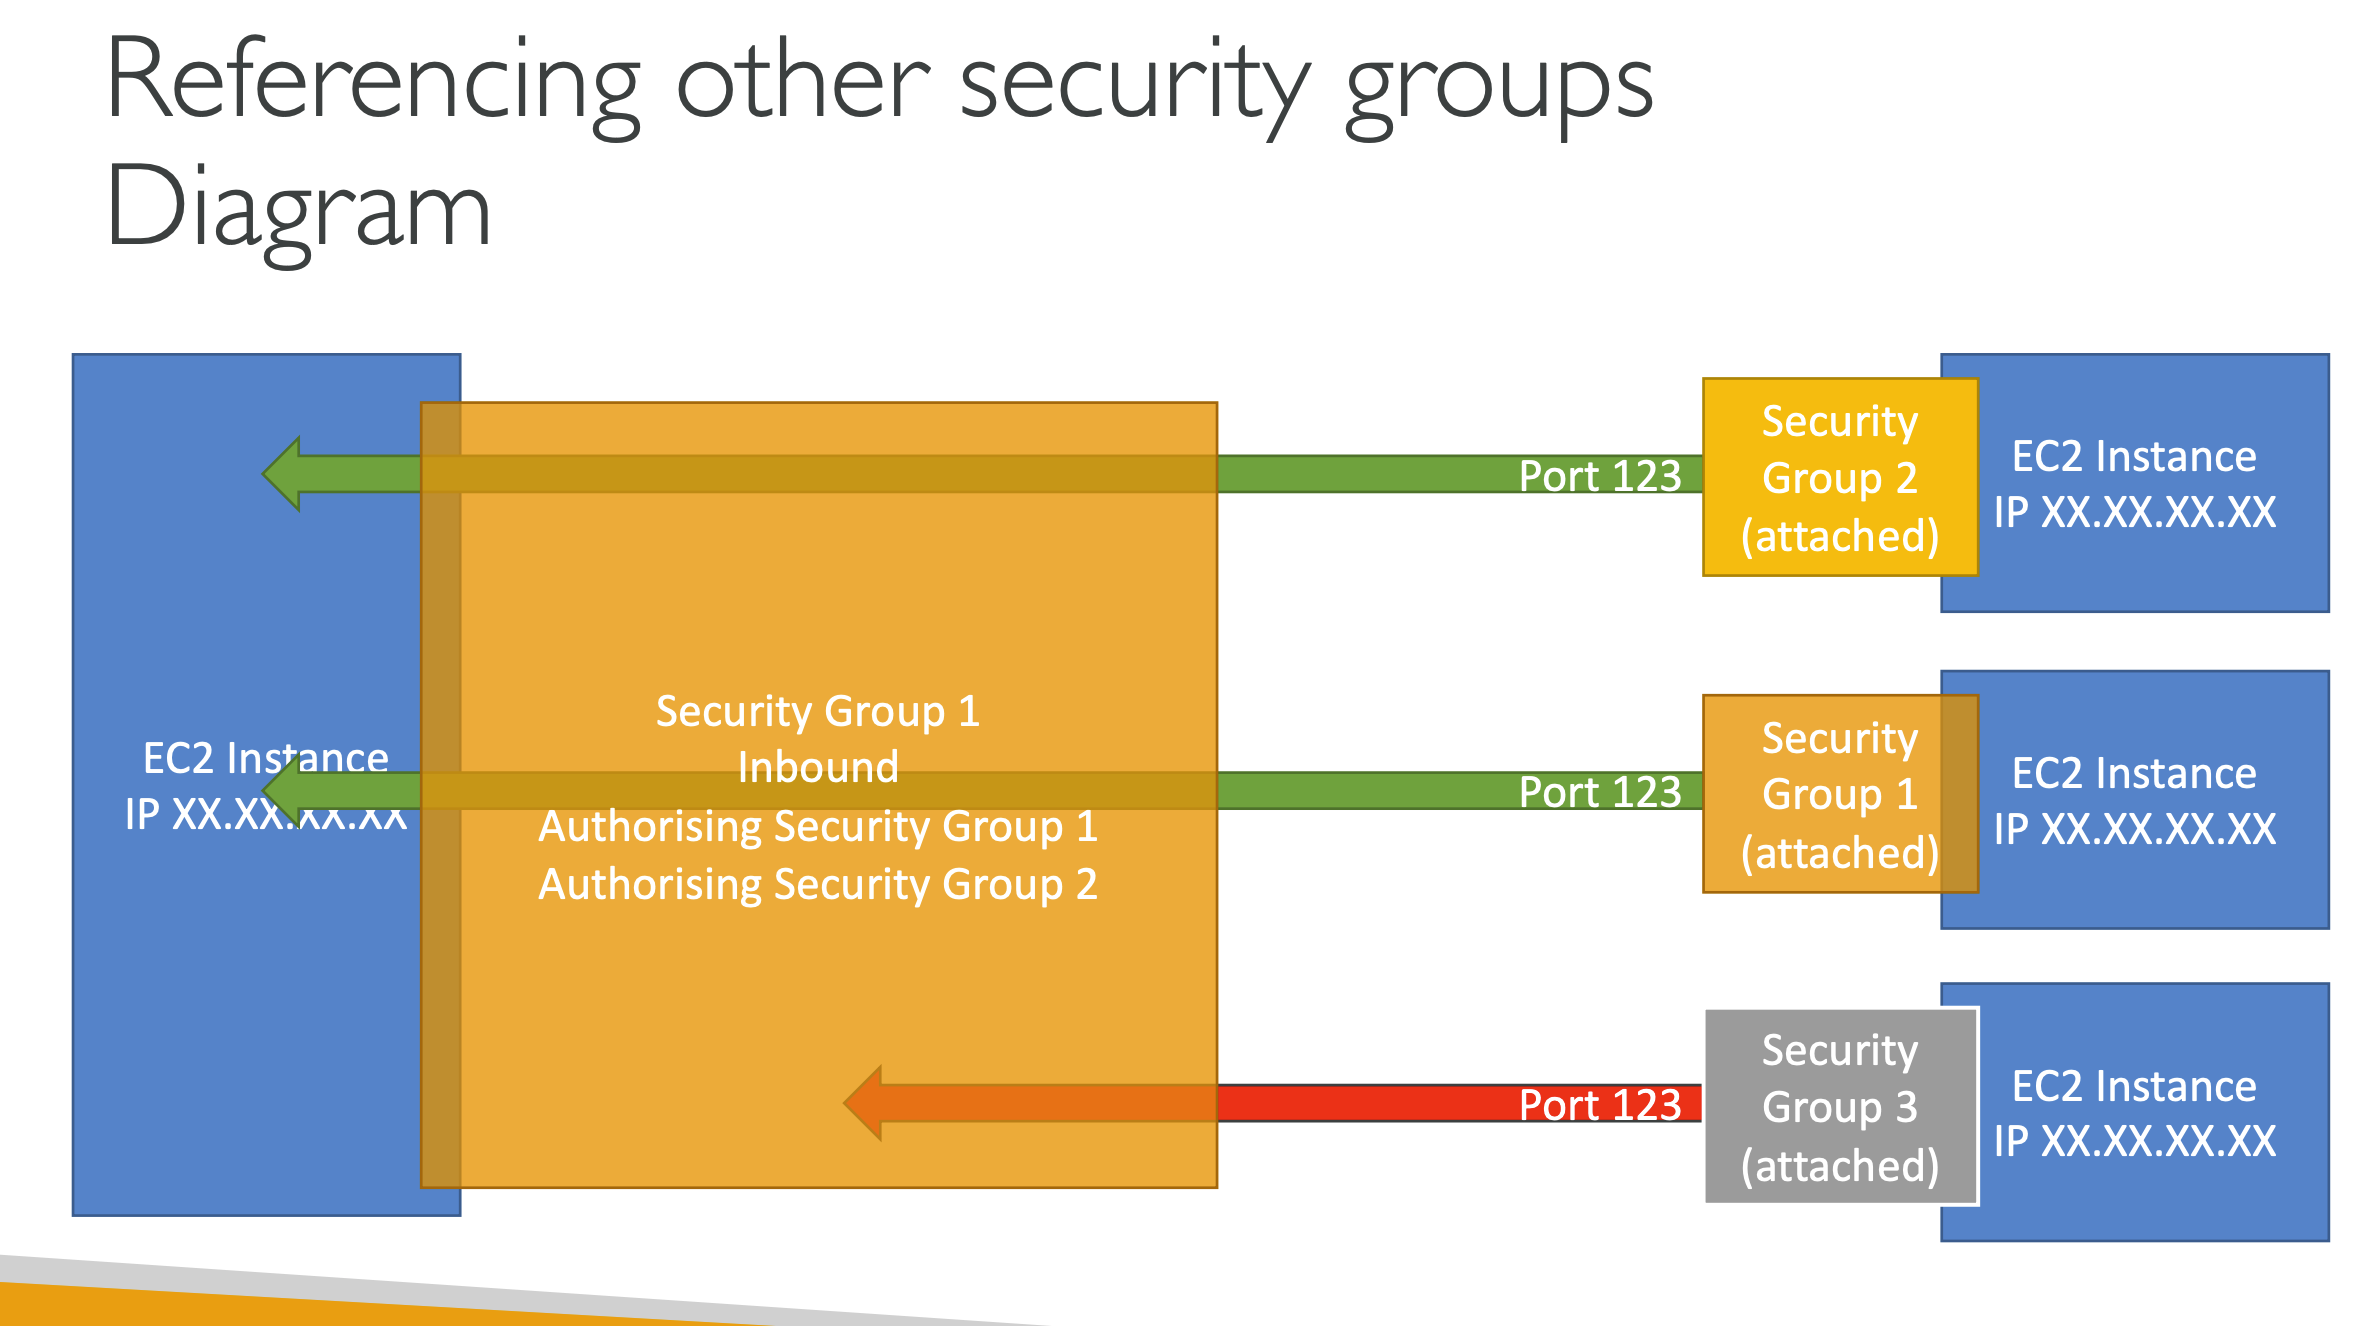 Referencing other security groups
Diagram
EC2 Instance
IP XX.XX.XX.XX
Security Group 1
Inbound
Authorising Security Group 1
Authorising Security Group 2
Port 123
Security
Group 2
(attached)
EC2 Instance
IP XX.XX.XX.XX
Port 123
Security
Group 1
(attached)
EC2 Instance
IP XX.XX.XX.XX
Port 123
Security
Group 3
(attached)
EC2 Instance
IP XX.XX.XX.XX